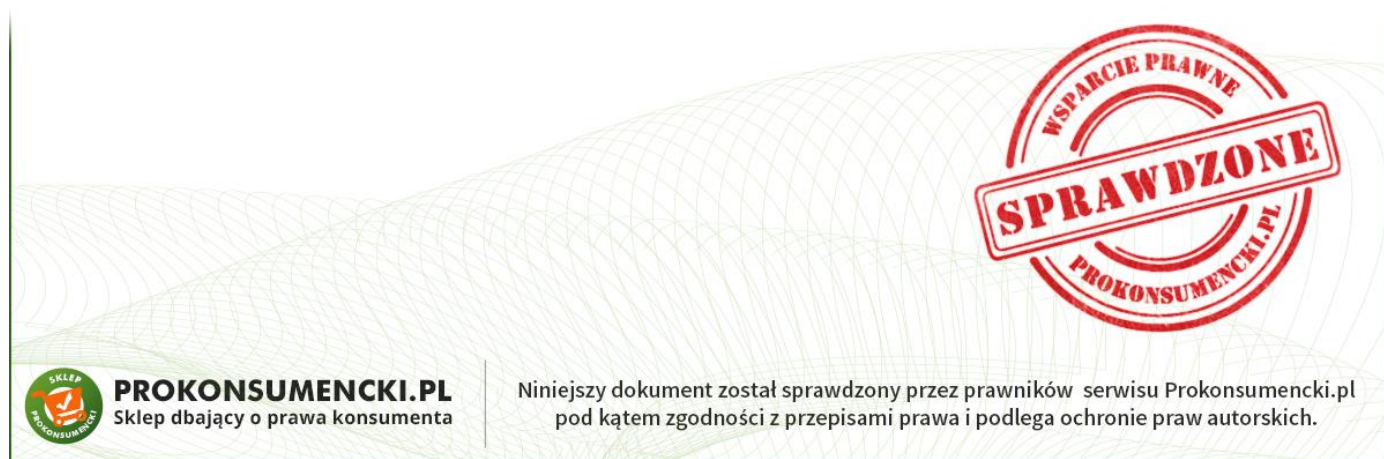 WSPARCIE PRAWNE
SPRAWDZONE
PROKONSUMENCKI.PL
SKLEP
PROKONSUMENCKI
PROKONSUMENCKI.PL
Sklep dbający o prawa konsumenta
Niniejszy dokument został sprawdzony przez prawników serwisu Prokonsumencki.pl
pod kątem zgodności z przepisami prawa i podlega ochronie praw autorskich.